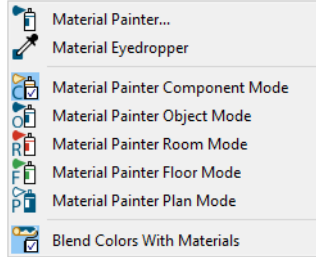 Material Painter...
Material Eyedropper
C Material Painter Component Mode
O Material Painter Object Mode
R Material Painter Room Mode
F Material Painter Floor Mode
P Material Painter Plan Mode
Blend Colors With Materials